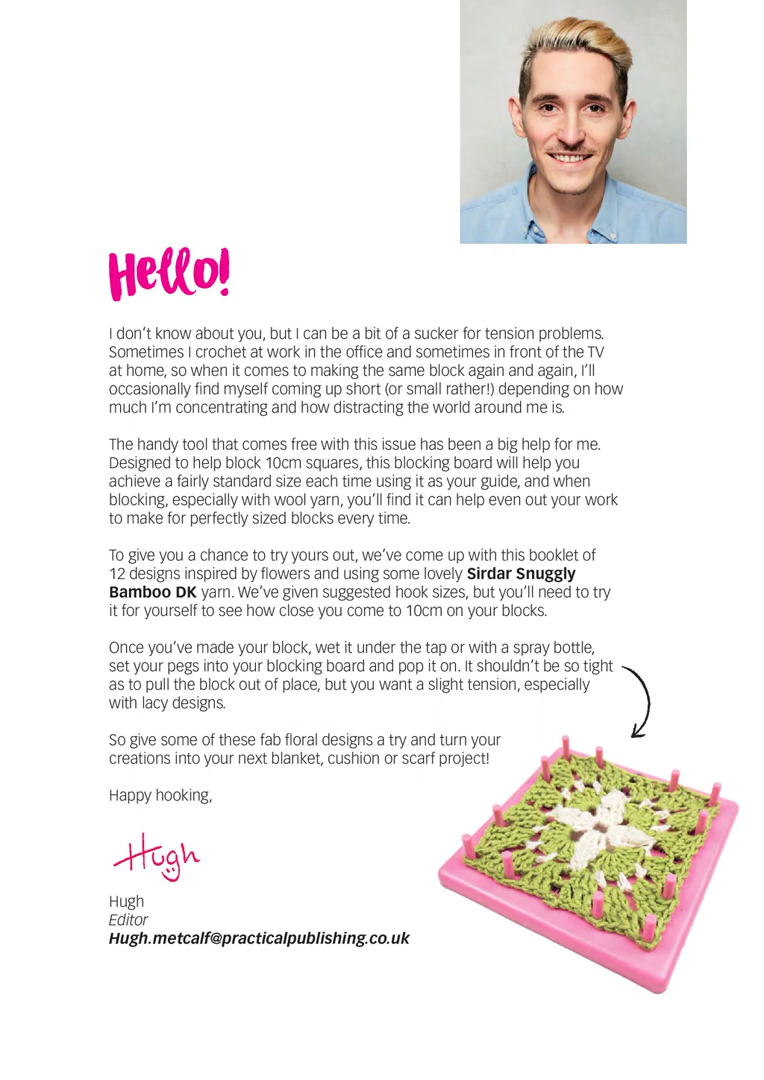 Hello!
I don't know about you, but I can be a bit of a sucker for tension problems.
Sometimes I crochet at work in the office and sometimes in front of the TV
at home, so when it comes to making the same block again and again, I'll
occasionally find myself coming up short (or small rather!) depending on how
much I'm concentrating and how distracting the world around me is.
The handy tool that comes free with this issue has been a big help for me.
Designed to help block 10cm squares, this blocking board will help you
achieve a fairly standard size each time using it as your guide, and when
blocking, especially with wool yarn, you'll find it can help even out your work
to make for perfectly sized blocks every time.
To give you a chance to try yours out, we've come up with this booklet of
12 designs inspired by flowers and using some lovely Sirdar Snuggly
Bamboo DK yarn. We've given suggested hook sizes, but you'll need to try
it for yourself to see how close you come to 10cm on your blocks.
Once you've made your block, wet it under the tap or with a spray bottle,
set your pegs into your blocking board and pop it on. It shouldn't be so tight
as to pull the block out of place, but you want a slight tension, especially
with lacy designs.
So give some of these fab floral designs a try and turn your
creations into your next blanket, cushion or scarf project!
Happy hooking,
Hugh
Hugh
Editor
Hugh.metcalf@practicalpublishing.co.uk